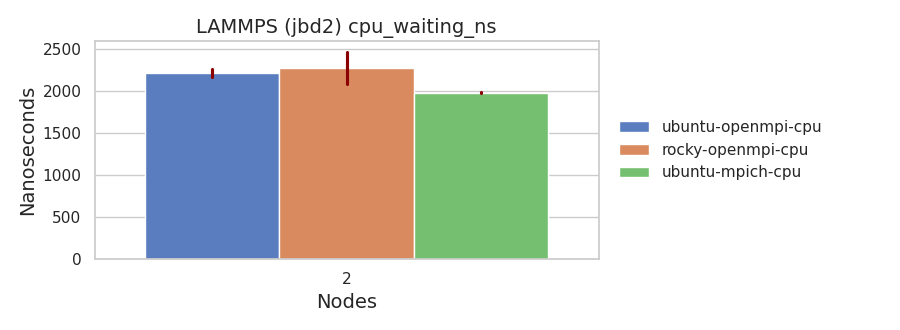 LAMMPS (jbd2) cpu_waiting_ns
Nanoseconds
2500
2000
1500
1000
500
0
2
Nodes
ubuntu-openmpi-cpu
rocky-openmpi-cpu
ubuntu-mpich-cpu